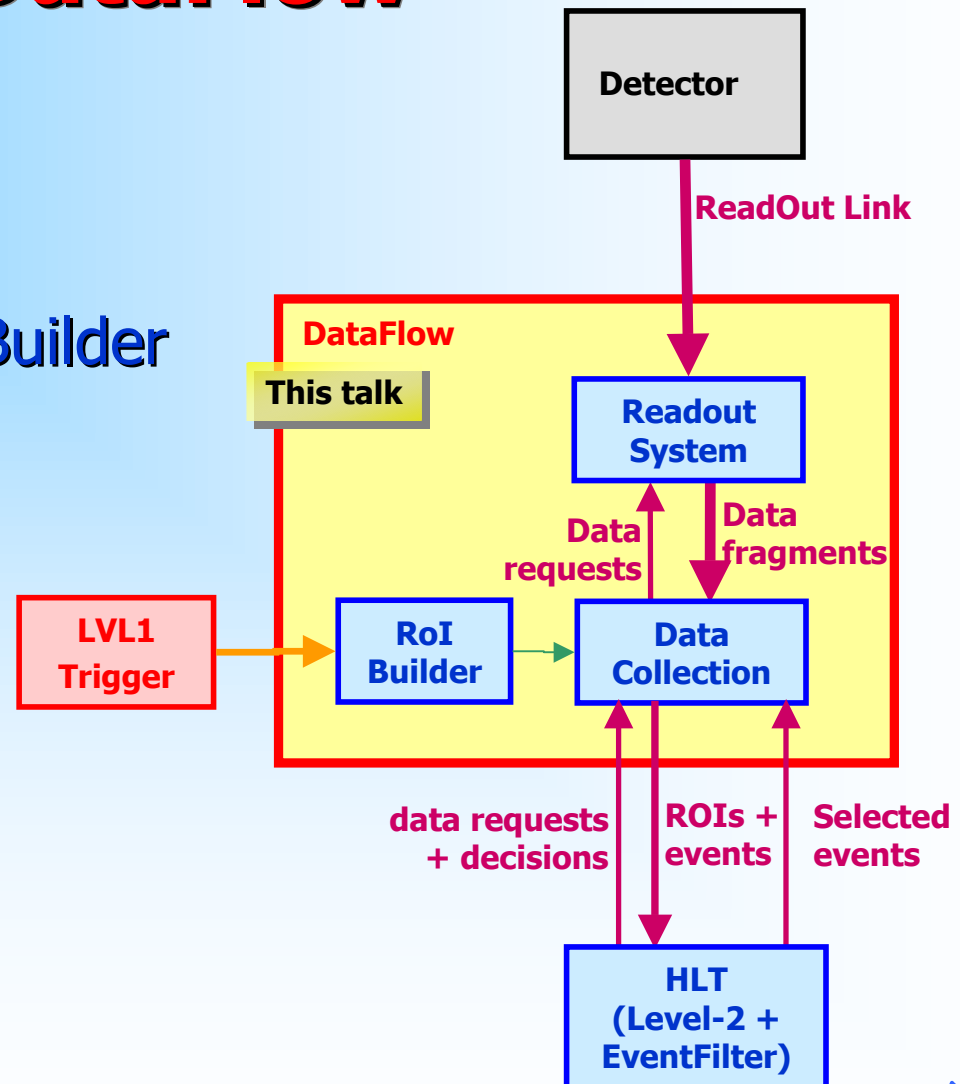 DataFlow
Detector
ReadOut Link
Builder
DataFlow
This talk
Readout
System
Data
requests
Data
fragments
LVL1
Trigger
RoI
Builder
Data
Collection
data requests
+ decisions
ROIs +
events
Selected
events
HLT
(Level-2 +
EventFilter)